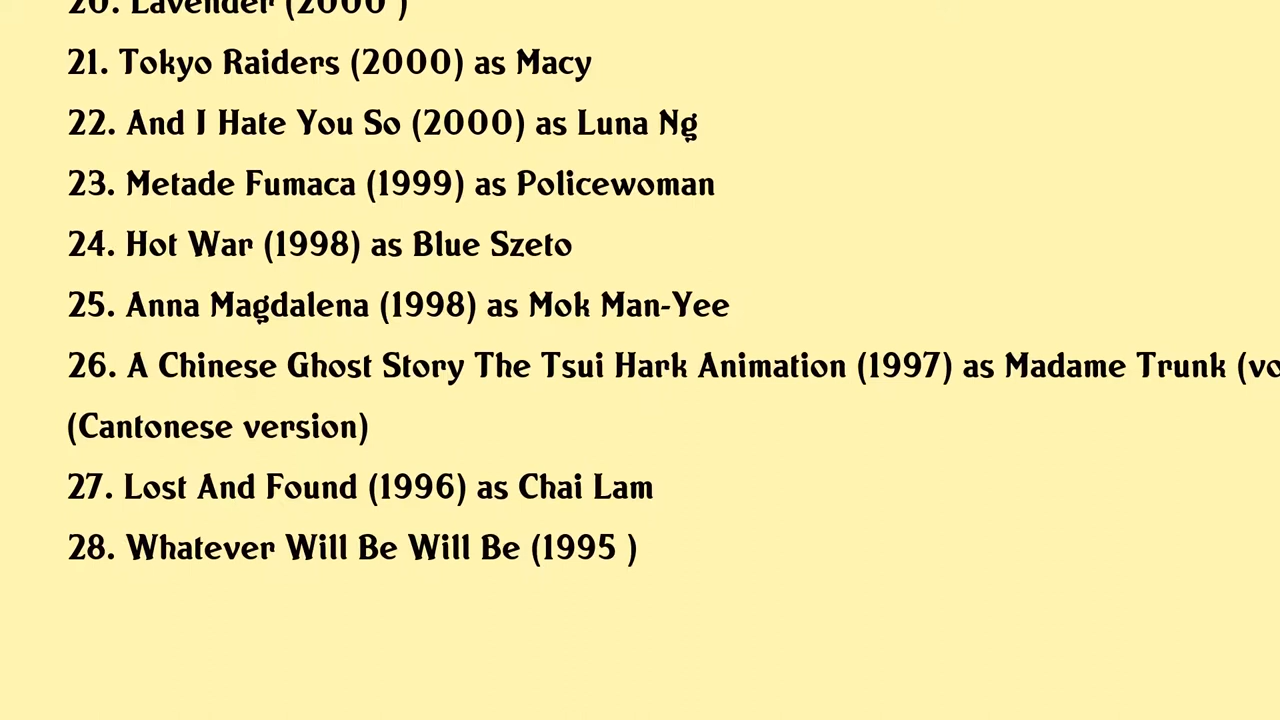 20. Lavender (2000 )
21. Tokyo Raiders (2000) as Macy
22. And I Hate You So (2000) as Luna Ng
23. Metade Fumaca (1999) as Policewoman
24. Hot War (1998) as Blue Szeto
25. Anna Magdalena (1998) as Mok Man-Yee
26. A Chinese Ghost Story The Tsui Hark Animation (1997) as Madame Trunk
(Cantonese version)
27. Lost And Found (1996) as Chai Lam
28. Whatever Will Be Will Be (1995 )